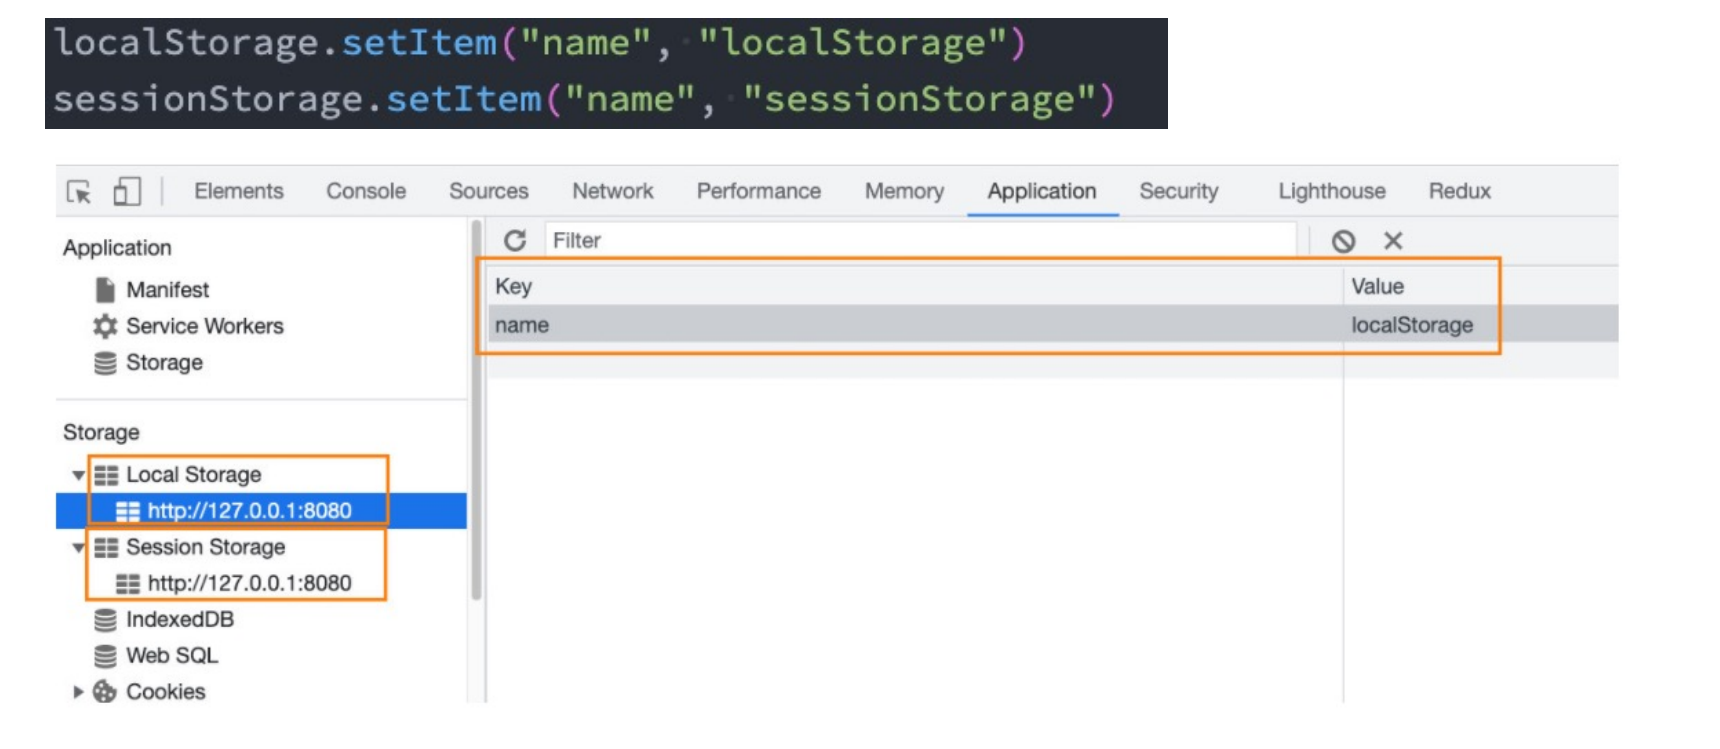 localStorage.setItem("name", "localStorage")
sessionStorage.setItem("name", "sessionStorage")
Elements Console Sources Network Performance Memory Application Security Lighthouse Redux
Application
Manifest
Service Workers
Storage
Storage
Local Storage
http://127.0.0.1:8080
Session Storage
http://127.0.0.1:8080
IndexedDB
Web SQL
Cookies
Filter
Key Value
name localStorage